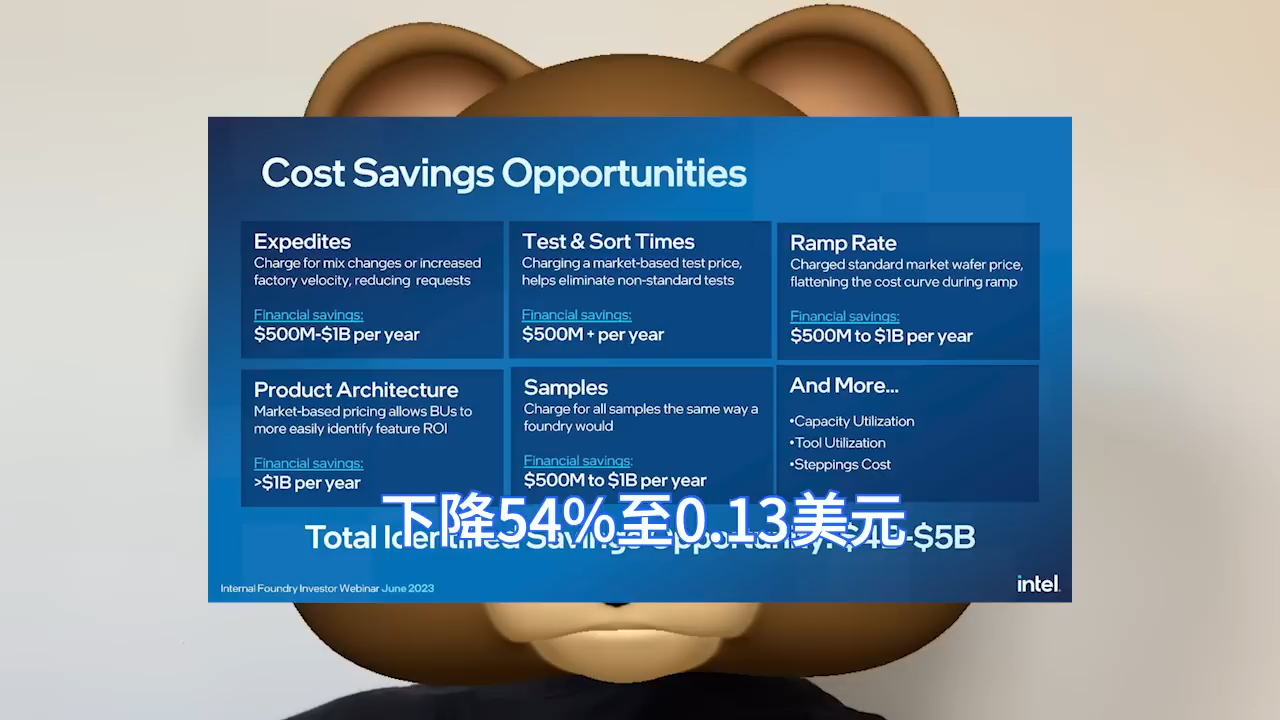 Cost Savings Opportunities
Expedites
Charge for mix changes or increased
factory velocity, reducing requests
Financial savings:
$500M-$1B per year
Test & Sort Times
Charging a market-based test price,
helps eliminate non-standard tests
Financial savings:
$500M + per year
Ramp Rate
Charged standard market wafer price,
flattening the cost curve during ramp
Financial savings:
$500M to $1B per year
Product Architecture
Market-based pricing allows BUs to
more easily identify feature ROI
Financial savings:
>$1B per year
Samples
Charge for all samples the same way a
foundry would
Financial savings:
$500M to $1B per year
And More...
•Capacity Utilization
•Tool Utilization
•Steppings Cost
Total Identified Savings Opportunity: $4B-$5B
下降54%至0.13美元
Internal Foundry Investor Webinar June 2023
intel.